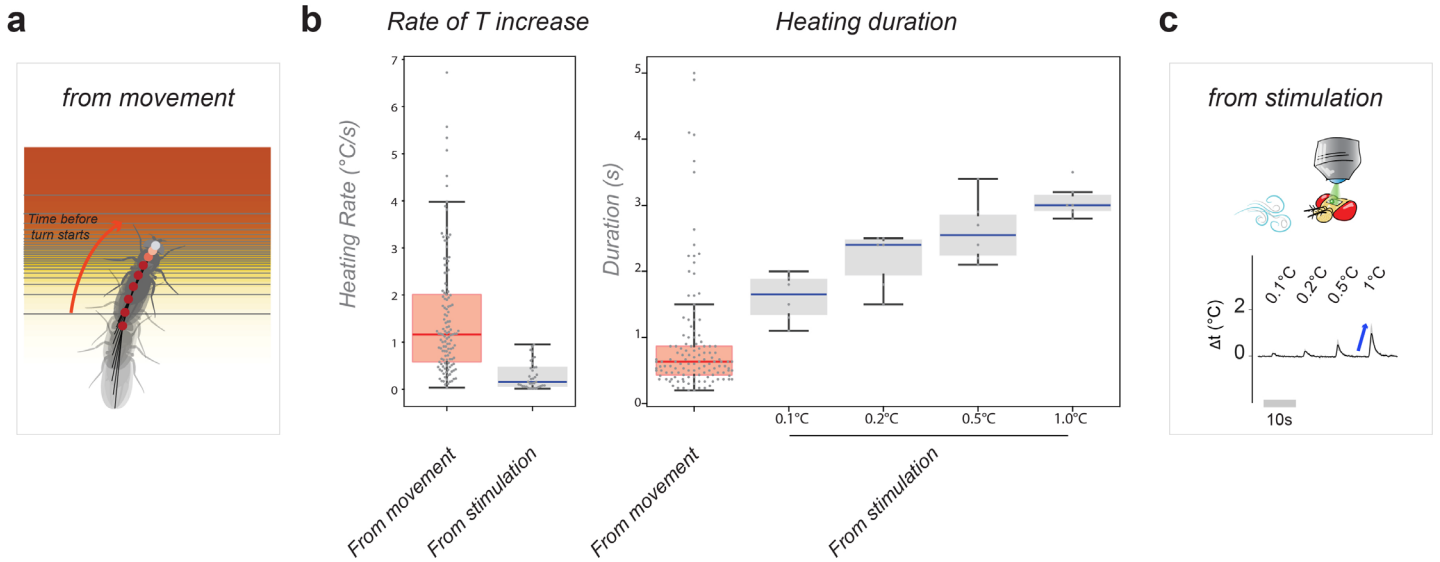 a
from movement
Time before
turn starts
b
Rate of T increase
Heating Rate (°C/s)
7
6
5
4
3
2
1
0
From movement
From stimulation
Heating duration
Duration (s)
5
4
3
2
1
0
0.1°C
0.2°C
0.5°C
1.0°C
From movement
From stimulation
c
from stimulation
0.1°C
0.2°C
0.5°C
1°C
Δt (°C)
2
0
10s